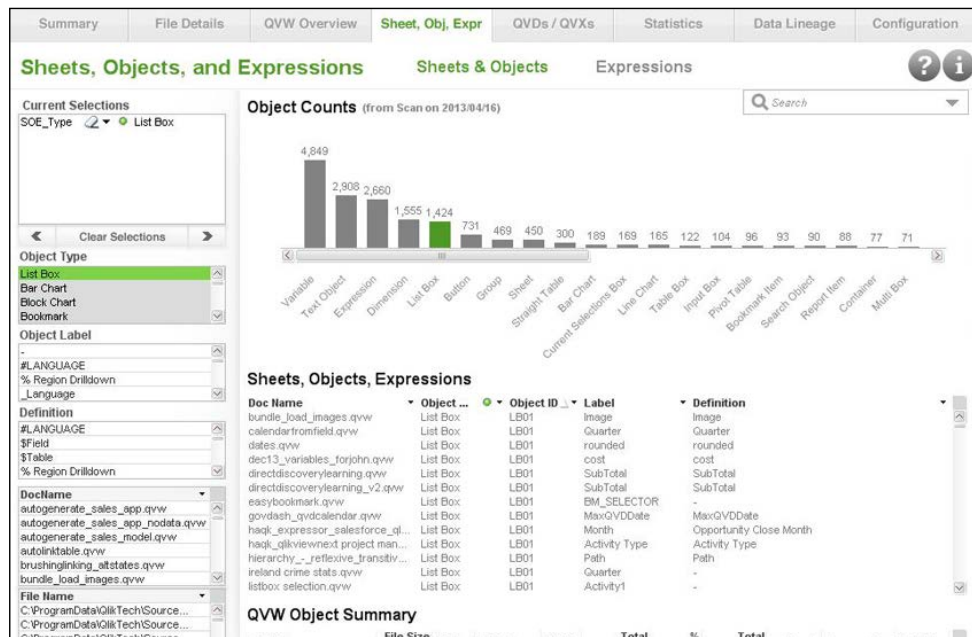 Summary File Details QVW Overview Sheet, Obj, Expr QVDs / QVXs Statistics Data Lineage Configuration
Sheets, Objects, and Expressions Sheets & Objects Expressions ? i
Current Selections
SOE_Type List Box
Clear Selections
Object Type
List Box
Bar Chart
Block Chart
Bookmark
Object Label
-
#LANGUAGE
% Region Drilldown
_Language
Definition
#LANGUAGE
$Field
$Table
% Region Drilldown
DocName
autogenerate_sales_app.qvw
autogenerate_sales_app_nodata.qvw
autogenerate_sales_model.qvw
autolinktable.qvw
brushinglinking_altstates.qvw
bundle_load_images.qvw
File Name
C:\ProgramData\QlikTech\Source...
C:\ProgramData\QlikTech\Source...
Object Counts (from Scan on 2013/04/16)
Search
4,849 2,908 2,660 1,555 1,424 731 469 450 300 189 169 165 122 104 96 93 90 88 77 71
Variable
Text Object
Expression
Dimension
List Box
Button
Group
Sheet
Straight Table
Bar Chart
Current Selections Box
Line Chart
Table Box
Input Box
Pivot Table
Bookmark Item
Search Object
Report Item
Container
Multi Box
Sheets, Objects, Expressions
Doc Name Object ... Object ID Label Definition
bundle_load_images.qvw List Box LB01 Image Image
calendarfromfield.qvw List Box LB01 Quarter Quarter
dates.qvw List Box LB01 rounded rounded
dec13_variables_forjohn.qvw List Box LB01 cost cost
directdiscoverylearning.qvw List Box LB01 SubTotal SubTotal
directdiscoverylearning_v2.qvw List Box LB01 SubTotal SubTotal
easybookmark.qvw List Box LB01 BM_SELECTOR -
govdash_qvdcalendar.qvw List Box LB01 MaxQVDDate MaxQVDDate
haqk_expressor_salesforce_ql... List Box LB01 Month Opportunity Close Month
haqk_qlikviewnext project man... List Box LB01 Activity Type Activity Type
hierarchy_-_reflexive_transitiv... List Box LB01 Path Path
ireland crime stats.qvw List Box LB01 Quarter -
listbox selection.qvw List Box LB01 Activity1 -
QVW Object Summary
File Size Total % Total